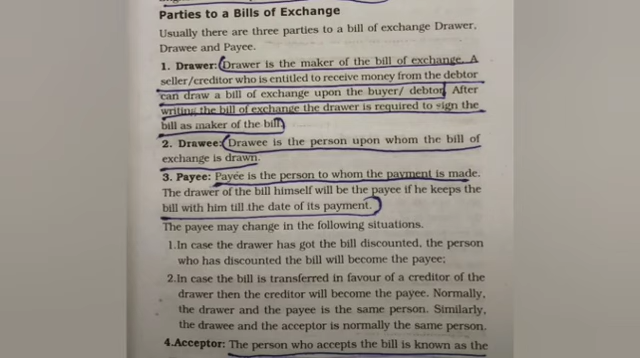 Parties to a Bills of Exchange
Usually there are three parties to a bill of exchange Drawer,
Drawee and Payee.
1. Drawer: Drawer is the maker of the bill of exchange. A
seller/creditor who is entitled to receive money from the debtor
can draw a bill of exchange upon the buyer/ debtor. After
writing the bill of exchange the drawer is required to sign the
bill as maker of the bill.
2. Drawee: Drawee is the person upon whom the bill of
exchange is drawn.
3. Payee: Payee is the person to whom the payment is made.
The drawer of the bill himself will be the payee if he keeps the
bill with him till the date of its payment.
The payee may change in the following situations.
1.In case the drawer has got the bill discounted, the person
who has discounted the bill will become the payee;
2.In case the bill is transferred in favour of a creditor of the
drawer then the creditor will become the payee. Normally,
the drawer and the payee is the same person. Similarly,
the drawee and the acceptor is normally the same person.
4.Acceptor: The person who accepts the bill is known as the